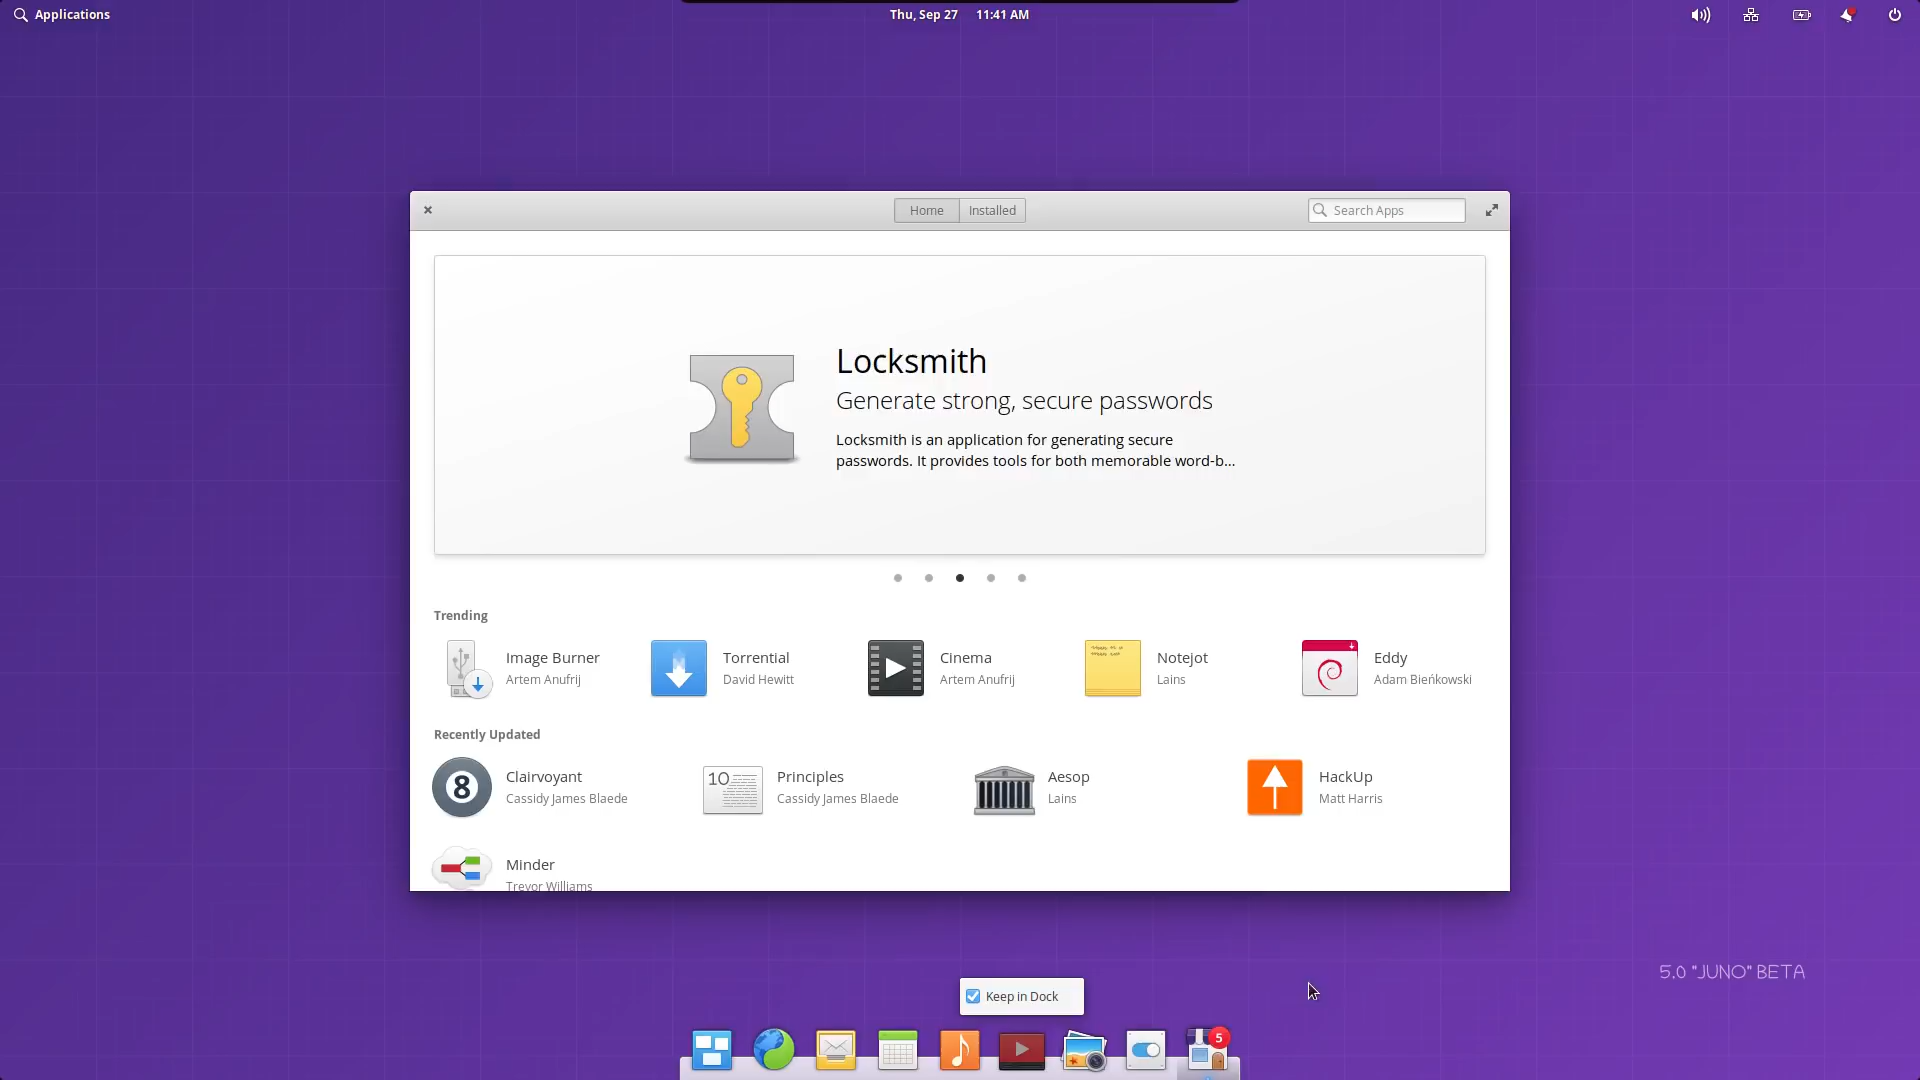 Applications
Thu, Sep 27 11:41 AM
Home
Installed
Search Apps
Locksmith
Generate strong, secure passwords
Locksmith is an application for generating secure
passwords. It provides tools for both memorable word-b...
Trending
Image Burner
Artem Anufrij
Torrential
David Hewitt
Cinema
Artem Anufrij
Notejot
Lains
Eddy
Adam Bieńkowski
Recently Updated
8
Clairvoyant
Cassidy James Blaede
10
Principles
Cassidy James Blaede
Aesop
Lains
HackUp
Matt Harris
Minder
Trevor Williams
5.0 "JUNO" BETA
Keep in Dock
5